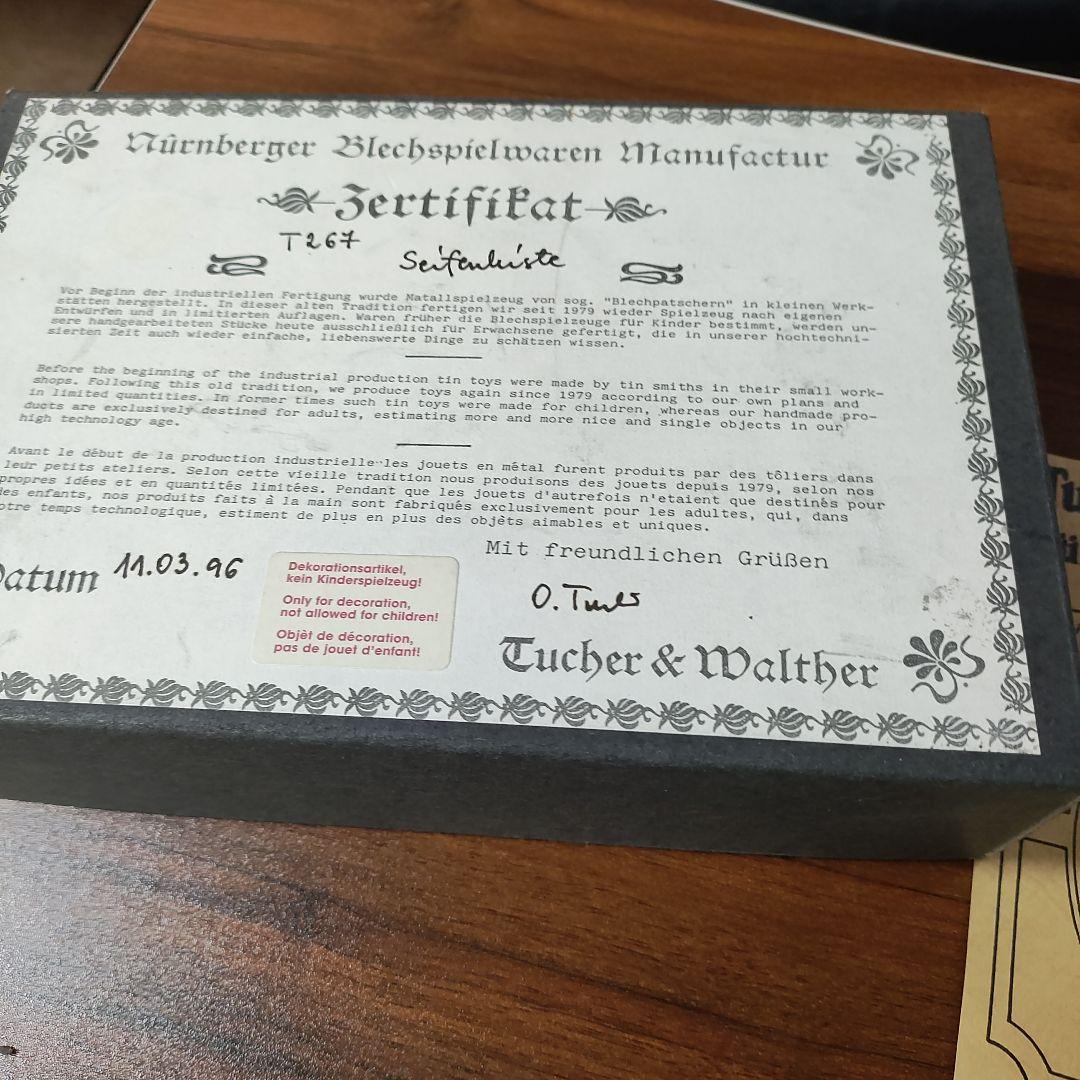 Nürnberger Blechspielwaren Manufactur
Zertifikat
T267 Seifenkiste
Vor Beginn der industriellen Fertigung wurde Matallspielzeug von sog. "Blechpatschern" in kleinen Werk-
stätten hergestellt. In dieser alten Tradition fertigen wir seit 1979 wieder Spielzeug nach eigenen
Entwürfen und in limitierten Auflagen. Waren früher die Blechspielzeuge für Kinder bestimmt, werden un-
sere handgearbeiteten Stücke heute ausschließlich für Erwachsene gefertigt, die in unserer hochtechni-
sierten Zeit auch wieder einfache, liebenswerte Dinge zu schätzen wissen.
Before the beginning of the industrial production tin toys were made by tin smiths in their small work-
shops. Following this old tradition, we produce toys again since 1979 according to our own plans and
in limited quantities. In former times such tin toys were made for children, whereas our handmade pro-
ducts are exclusively destined for adults, estimating more and more nice and single objects in our
high technology age.
Avant le début de la production industrielle les jouets en métal furent produits par des tôliers dans
leur petits ateliers. Selon cette vieille tradition nous produisons des jouets depuis 1979, selon nos
propres idées et en quantités limitées. Pendant que les jouets d'autrefois n'etaient que destinés pour
des enfants, nos produits faits à la main sont fabriqués exclusivement pour les adultes, qui, dans
otre temps technologique, estiment de plus en plus des objèts aimables et uniques.
Mit freundlichen Grüßen
Datum 11.03.96
Dekorationsartikel,
kein Kinderspielzeug!
Only for decoration,
not allowed for children!
Objèt de décoration,
pas de jouet d'enfant!
O.
Tucher & Walther
Tu